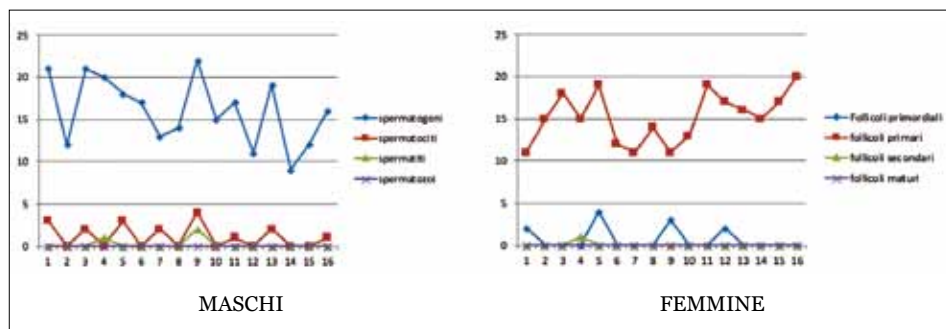 25
20
15
10
5
0
1 2 3 4 5 6 7 8 9 10 11 12 13 14 15 16
spermatogoni
spermatociti
spermatiti
spermatozoi
MASCHI
25
20
15
10
5
0
1 2 3 4 5 6 7 8 9 10 11 12 13 14 15 16
Follicoli primordiali
follicoli primari
follicoli secondari
follicoli maturi
FEMMINE